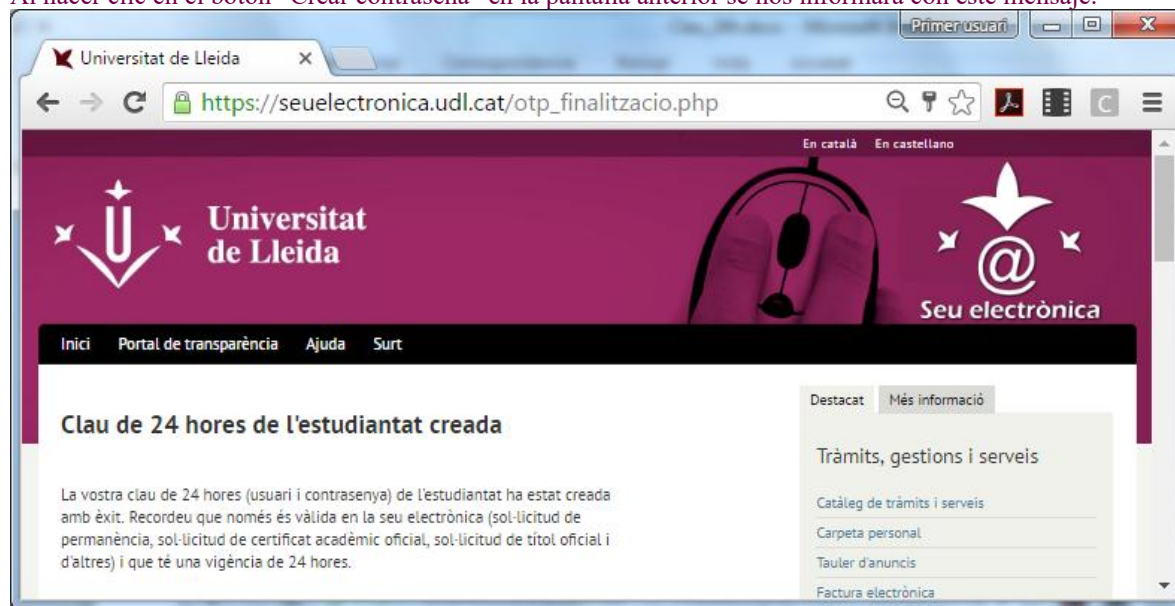 Al hacer clic en el botón "Crear contraseña" en la pantalla anterior se nos informará con este mensaje:
Primer usuari
Universitat de Lleida
https://seuelectronica.udl.cat/otp_finalitzacio.php
En català En castellano
Universitat
de Lleida
Seu electrònica
Inici Portal de transparència Ajuda Surt
Clau de 24 hores de l'estudiantat creada
La vostra clau de 24 hores (usuari i contrasenya) de l'estudiantat ha estat creada
amb èxit. Recordeu que només és vàlida en la seu electrònica (sol·licitud de
permanència, sol·licitud de certificat acadèmic oficial, sol·licitud de títol oficial i
d'altres) i que té una vigència de 24 hores.
Destacat Més informació
Tràmits, gestions i serveis
Catàleg de tràmits i serveis
Carpeta personal
Tauler d'anuncis
Factura electrònica